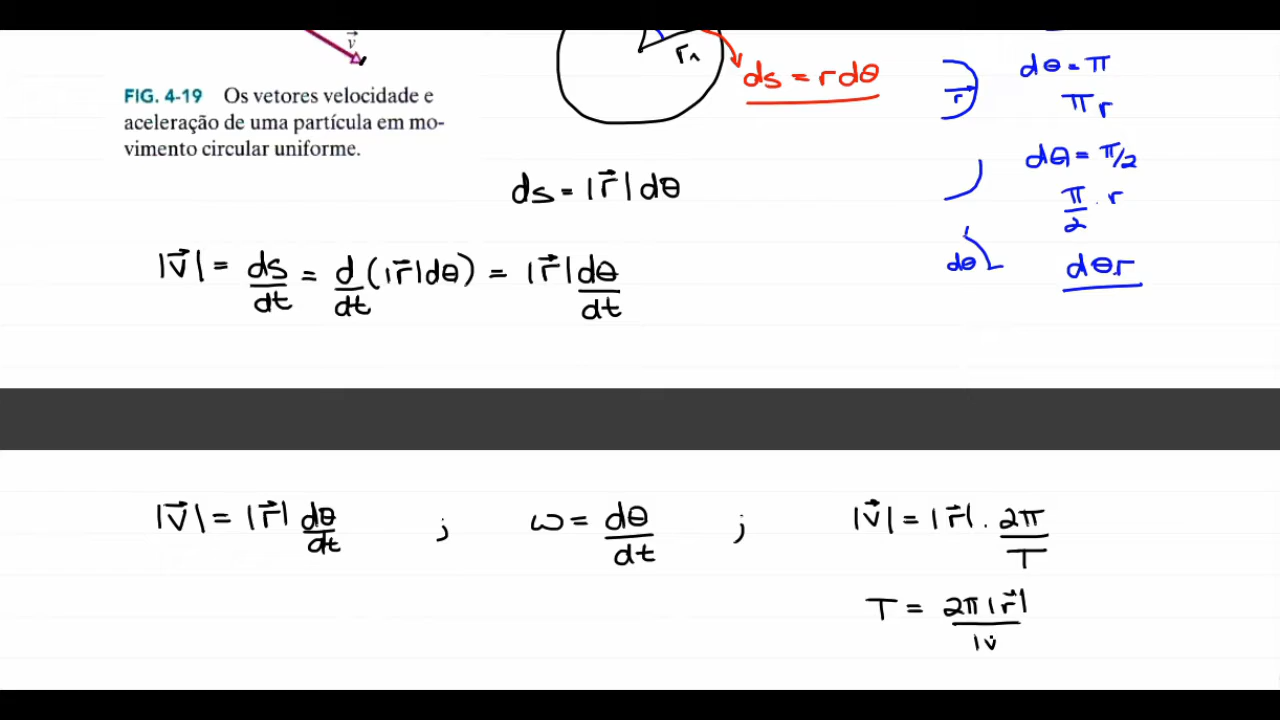 v⃗
r₁
ds = rdθ
r
dθ = π
πr
FIG. 4-19 Os vetores velocidade e
aceleração de uma partícula em mo-
vimento circular uniforme.
dθ = π/2
π/2 · r
ds = |r⃗|dθ
dθ
dθ.r
|v⃗| = ds/dt = d/dt (|r⃗|dθ) = |r⃗|dθ/dt
|v⃗| = |r⃗| dθ/dt ; ω = dθ/dt ; |v⃗| = |r⃗| . 2π/T
T = 2π|r⃗|/|v